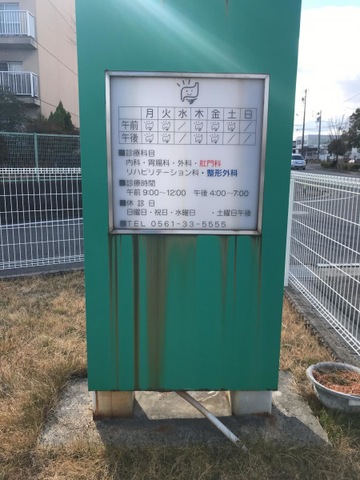 月 火 水 木 金 土 日
午前
午後
■診療科目
内科・胃腸科・外科・肛門科
リハビリテーション科・整形外科
■診療時間
午前 9:00〜12:00 午後 4:00〜7:00
■休診日
日曜日・祝日・水曜日 ・土曜日午後
■TEL 0561-33-5555